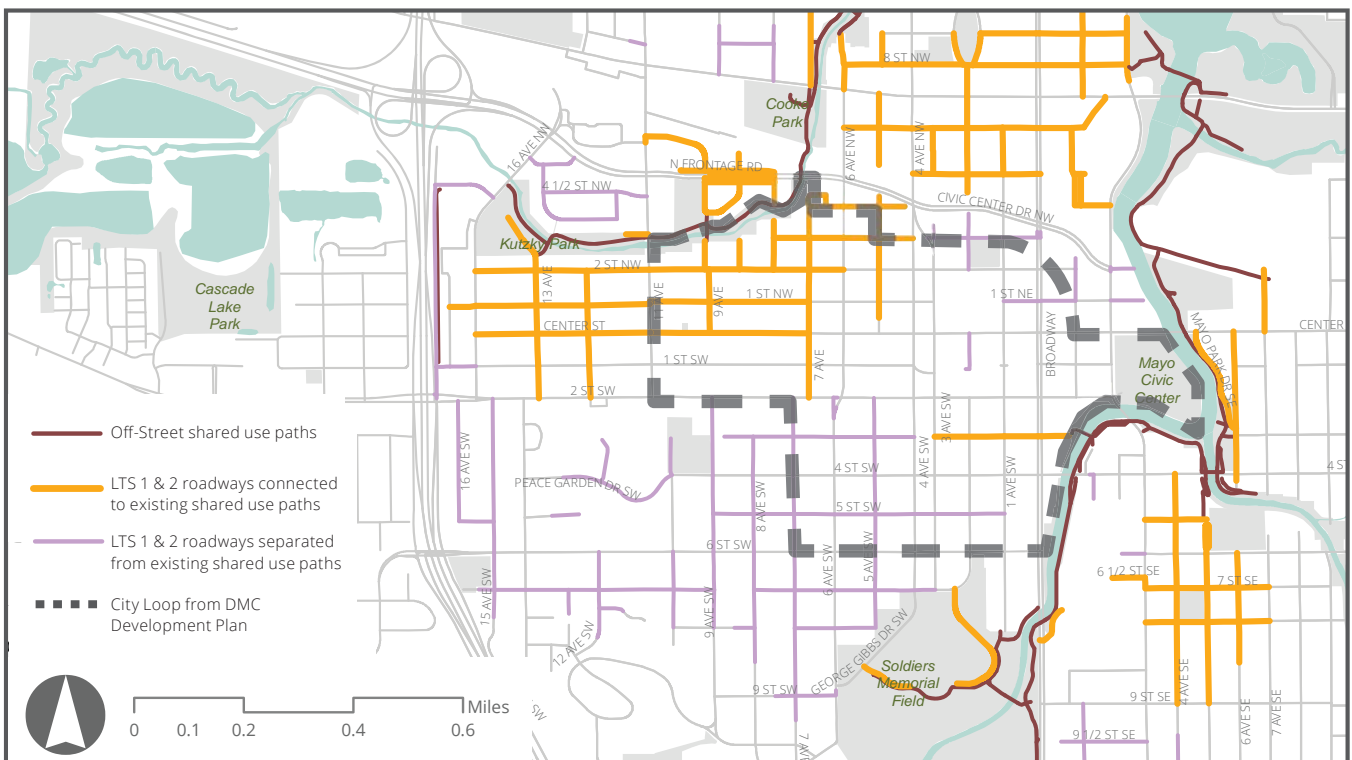 8 ST NW
Cooke
Park
6 AVE NW
4 AVE NW
16 AVE NW
N FRONTAGE RD
4 1/2 ST NW
CIVIC CENTER DR NW
Kutzky Park
2 ST NW
13 AVE
11 AVE
9 AVE
1 ST NW
1 ST NE
Cascade
Lake
Park
CENTER ST
BROADWAY
MAYO PARK DR SE
CENTER
1 ST SW
7 AVE
Mayo
Civic
Center
2 ST SW
3 AVE SW
Off-Street shared use paths
16 AVE SW
4 ST SW
4 AVE SW
1 AVE SW
4 S
LTS 1 & 2 roadways connected
to existing shared use paths
PEACE GARDEN DR SW
8 AVE SW
5 ST SW
LTS 1 & 2 roadways separated
from existing shared use paths
6 ST SW
6 AVE SW
5 AVE SW
6 1/2 ST SE
7 ST SE
City Loop from DMC
Development Plan
15 AVE SW
9 AVE SW
12 AVE SW
GEORGE GIBBS DR SW
Soldiers
Memorial
Field
9 ST SW
9 ST SE
4 AVE SE
6 AVE SE
7 AVE SE
Miles
0
0.1
0.2
0.4
0.6
SW
7 AV
9 1/2 ST SE